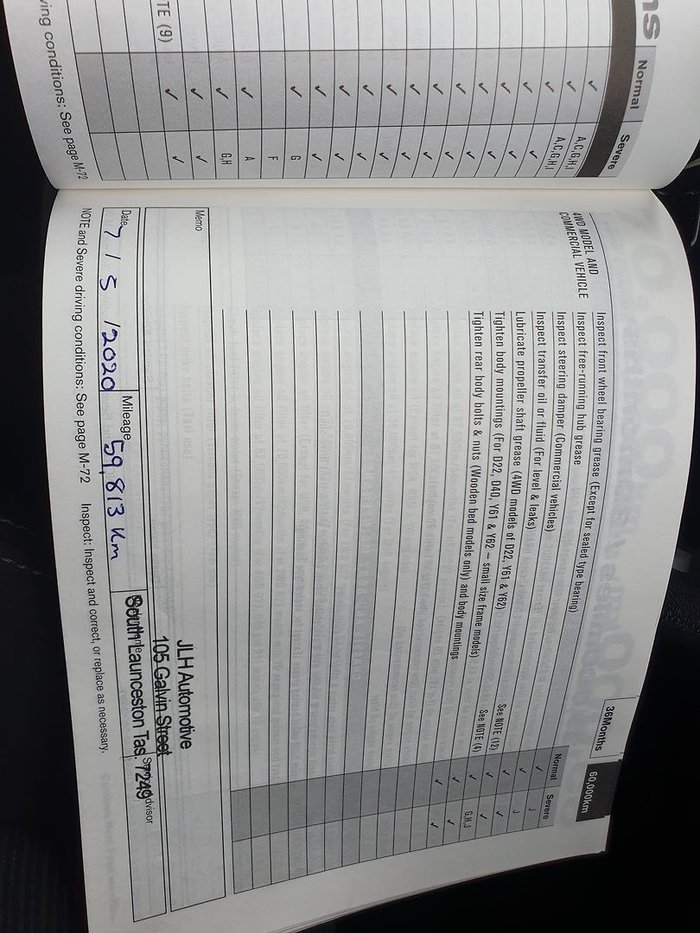 ns
Normal
Severe
✓ A,C,G,H,I
✓ A,C,G,H,I
✓ ✓
✓ ✓
✓ ✓
✓ ✓
✓ ✓
✓ ✓
✓ ✓
✓ ✓
✓ ✓
✓ ✓
✓ G
F
✓ A
✓ G,H
✓ ✓
TE (9) ✓ ✓
ving conditions: See page M-72
36Months
60,000km
Normal
Severe
4WD MODEL AND
COMMERCIAL VEHICLE
Inspect front wheel bearing grease (Except for sealed type bearing)
Inspect free-running hub grease
Inspect steering damper (Commercial vehicles)
Inspect transfer oil or fluid (For level & leaks)
Lubricate propeller shaft grease (4WD models of D22, Y61 & Y62)
Tighten body mountings (For D22, D40, Y61 & Y62 – small size frame models)
Tighten rear body bolts & nuts (Wooden bed models only) and body mountings
See NOTE (12)
See NOTE (4)
✓ J
✓ J
✓ ✓
✓ ✓
✓ G,H,J
✓ ✓
✓ ✓
Memo
JLH Automotive
105 Galvin Street
South Launceston Tas. 7249
Date
7 / 5 / 2020
Mileage
59,813 km
NOTE and Severe driving conditions: See page M-72
Inspect: Inspect and correct, or replace as necessary.